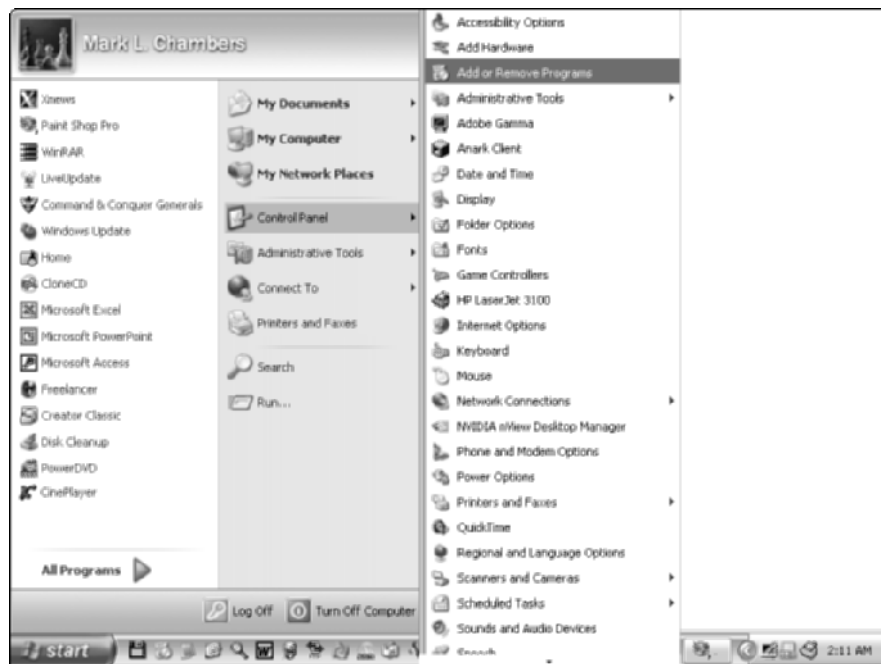 Mark L. Chambers
Xnews
Paint Shop Pro
WinRAR
LiveUpdate
Command & Conquer Generals
Windows Update
Home
CloneCD
Microsoft Excel
Microsoft PowerPoint
Microsoft Access
Freelancer
Creator Classic
Disk Cleanup
PowerDVD
CinePlayer
All Programs
My Documents
My Computer
My Network Places
Control Panel
Administrative Tools
Connect To
Printers and Faxes
Search
Run...
Log Off
Turn Off Computer
Accessibility Options
Add Hardware
Add or Remove Programs
Administrative Tools
Adobe Gamma
Anark Client
Date and Time
Display
Folder Options
Fonts
Game Controllers
HP LaserJet 3100
Internet Options
Keyboard
Mouse
Network Connections
NVIDIA nView Desktop Manager
Phone and Modem Options
Power Options
Printers and Faxes
QuickTime
Regional and Language Options
Scanners and Cameras
Scheduled Tasks
Sounds and Audio Devices
Speech
start
2:11 AM